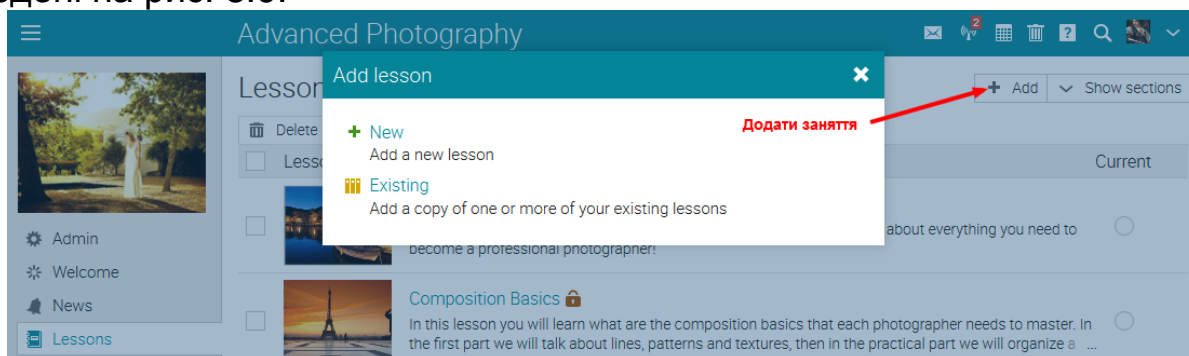 Advanced Photography
2
Add lesson
+ Add
Show sections
Delete
Додати заняття
+ New
Add a new lesson
Current
Existing
Add a copy of one or more of your existing lessons
about everything you need to
become a professional photographer!
Admin
Welcome
News
Lessons
Composition Basics
In this lesson you will learn what are the composition basics that each photographer needs to master. In
the first part we will talk about lines, patterns and textures, then in the practical part we will organize a ...